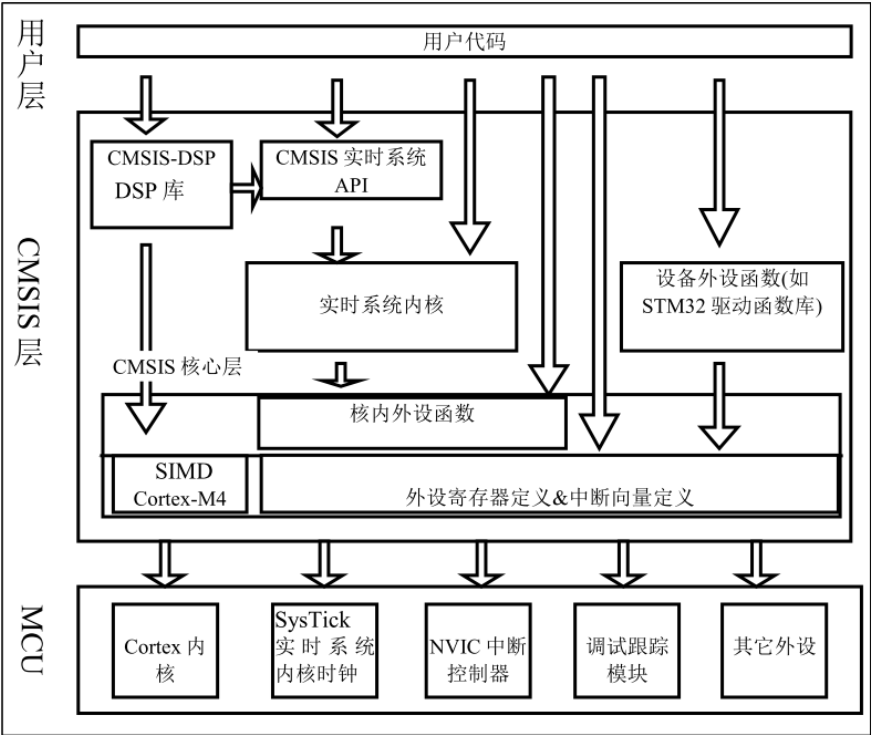 用户层
用户代码
CMSIS层
CMSIS-DSP
DSP 库
CMSIS 实时系统
API
实时系统内核
设备外设函数(如
STM32 驱动函数库)
CMSIS 核心层
核内外设函数
SIMD
Cortex-M4
外设寄存器定义&中断向量定义
MCU
Cortex 内
核
SysTick
实时系统
内核时钟
NVIC 中断
控制器
调试跟踪
模块
其它外设